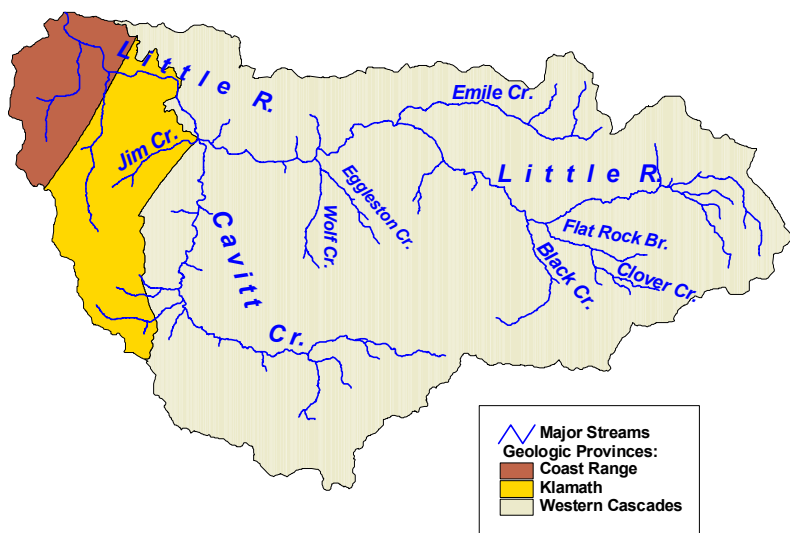 Little R.
Emile Cr.
Jim Cr.
Little R.
Eggleston Cr.
Wolf Cr.
Cavitt Cr.
Flat Rock Br.
Black Cr.
Clover Cr.
Major Streams
Geologic Provinces:
Coast Range
Klamath
Western Cascades